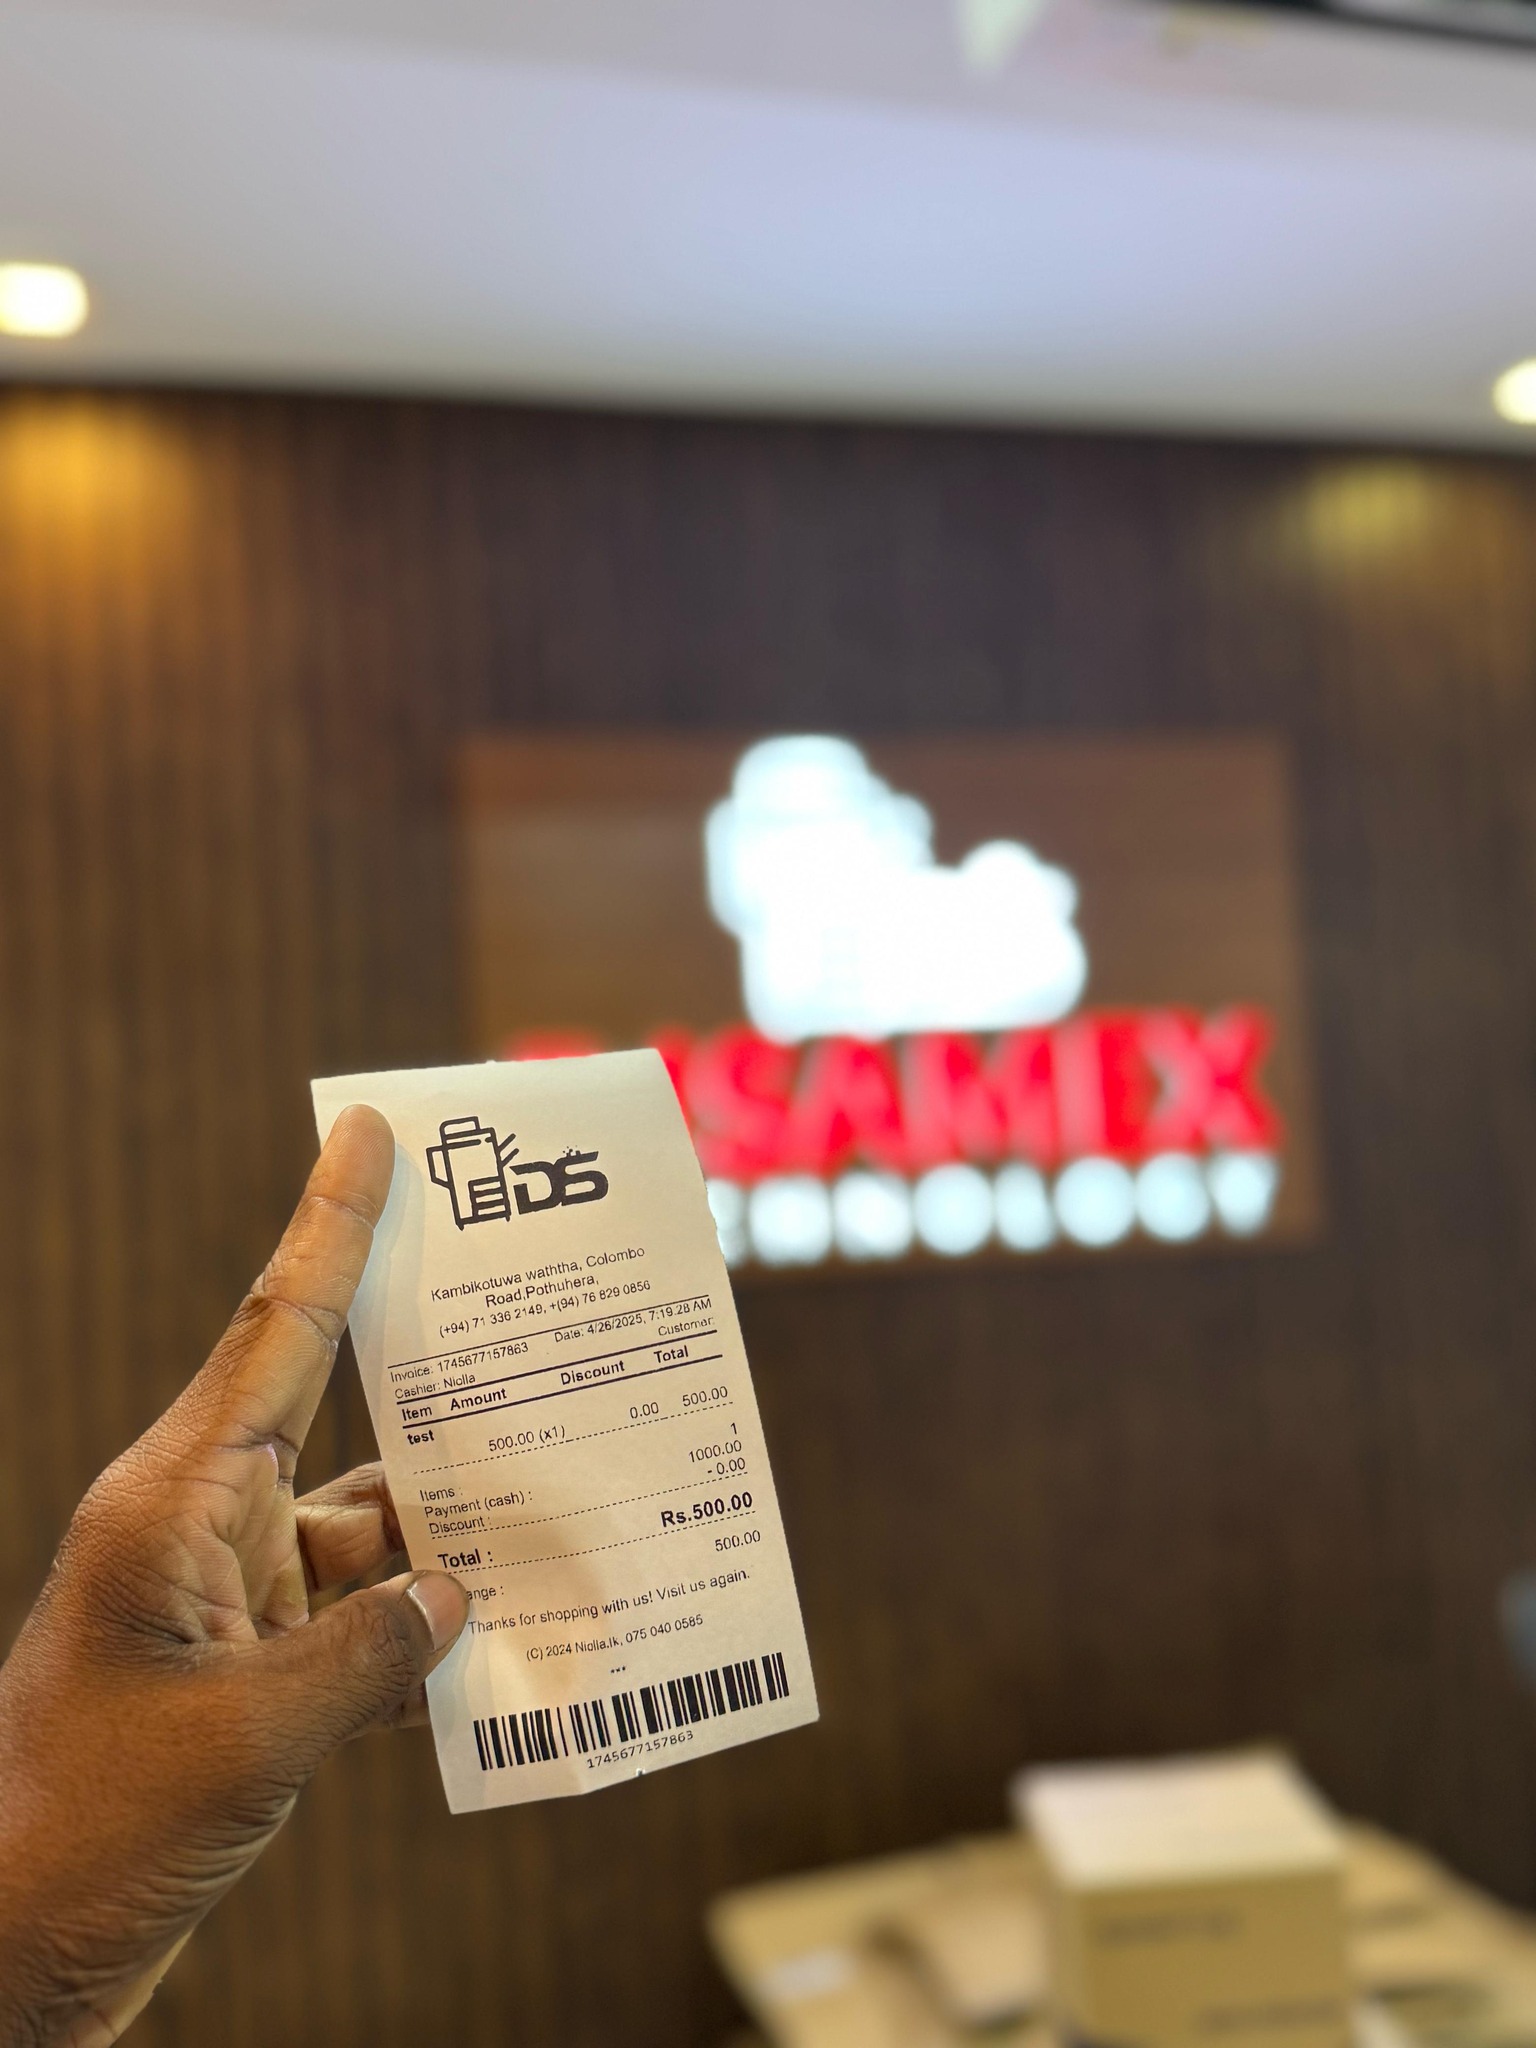 DS
Kambikotuwa waththa, Colombo
Road,Pothuhera,
(+94) 71 336 2149, +(94) 76 829 0856
Invoice: 1745677157863 Date: 4/26/2025, 7:19:28 AM
Cashier: Niolla Customer:
Item Amount Discount Total
test
500.00 (x1) 0.00 500.00
Items : 1
Payment (cash) : 1000.00
Discount : - 0.00
Total : Rs.500.00
ange : 500.00
Thanks for shopping with us! Visit us again.
(C) 2024 Niolla.lk, 075 040 0585
***
1745677157863
SAMIX